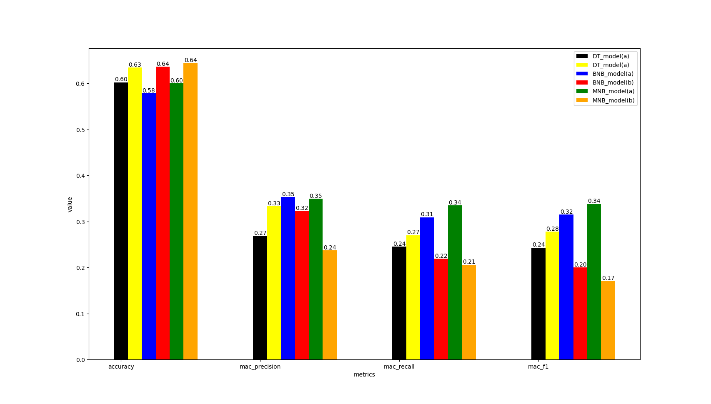 DT_model(a)
DT_model(a)
BNB_model(a)
BNB_model(b)
MNB_model(a)
MNB_model(b)
value
0.6
0.5
0.4
0.3
0.2
0.1
0.0
0.60 0.63 0.58 0.64 0.60 0.64
0.27 0.33 0.35 0.32 0.35 0.24
0.24 0.27 0.31 0.22 0.34 0.21
0.24 0.28 0.32 0.20 0.34 0.17
accuracy mac_precision mac_recall mac_f1
metrics